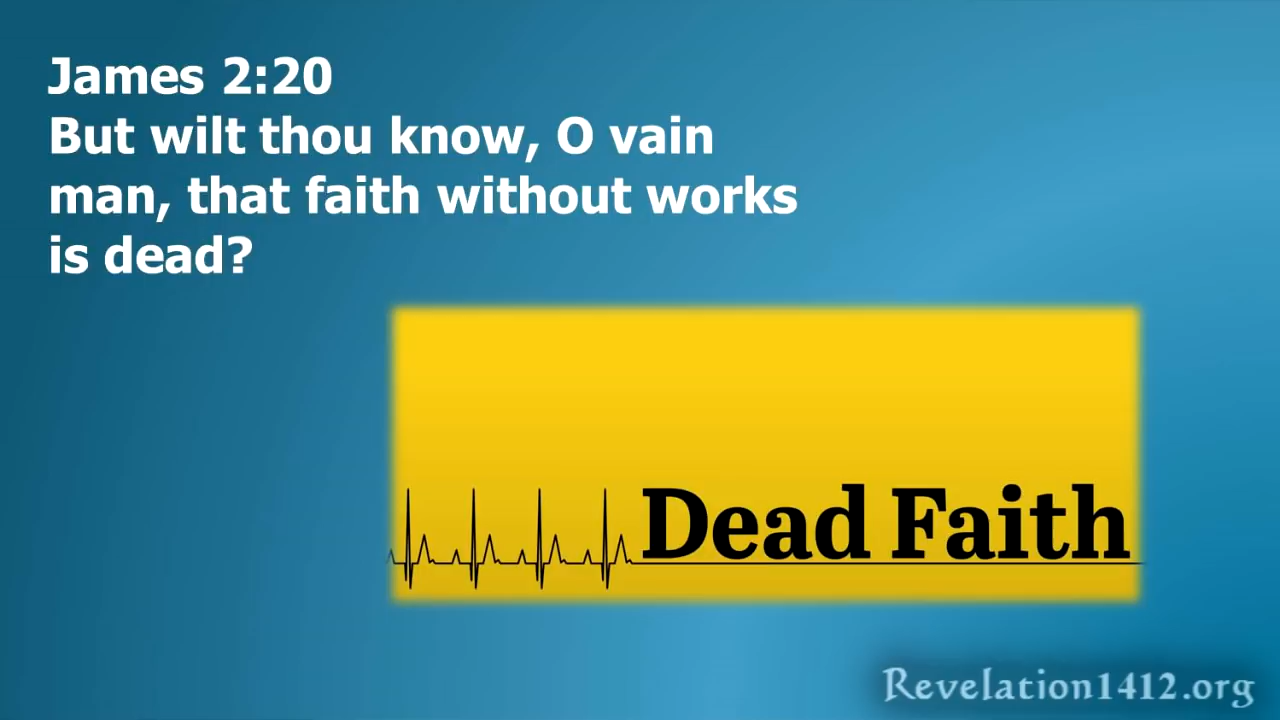 James 2:20
But wilt thou know, O vain
man, that faith without works
is dead?
Dead Faith
Revelation1412.org